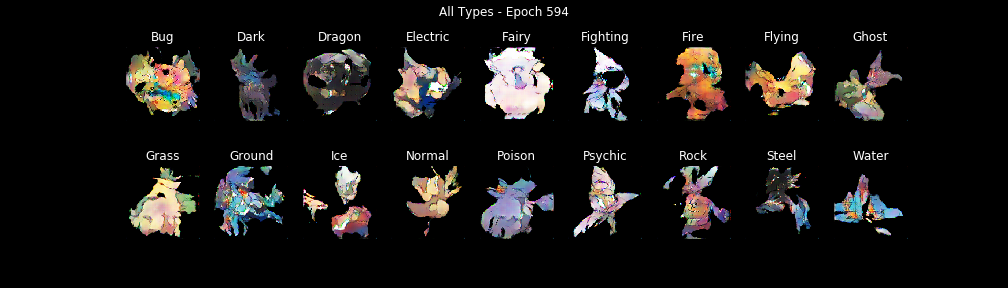 All Types - Epoch 594
Bug Dark Dragon Electric Fairy Fighting Fire Flying Ghost
Grass Ground Ice Normal Poison Psychic Rock Steel Water